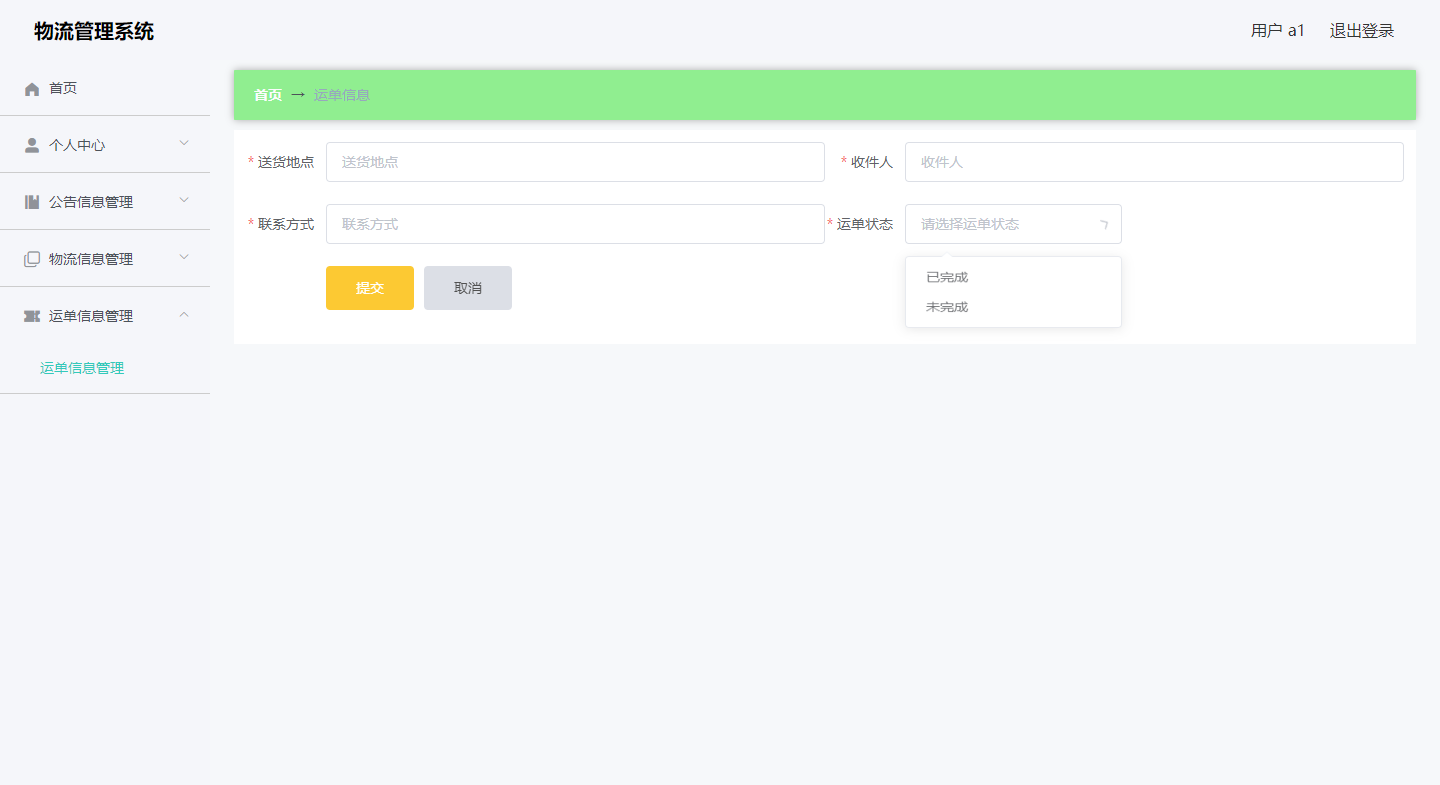 物流管理系统
用户 a1
退出登录
首页
个人中心
公告信息管理
物流信息管理
运单信息管理
运单信息管理
首页 → 运单信息
* 送货地点
送货地点
* 收件人
收件人
* 联系方式
联系方式
* 运单状态
请选择运单状态
已完成
未完成
提交
取消